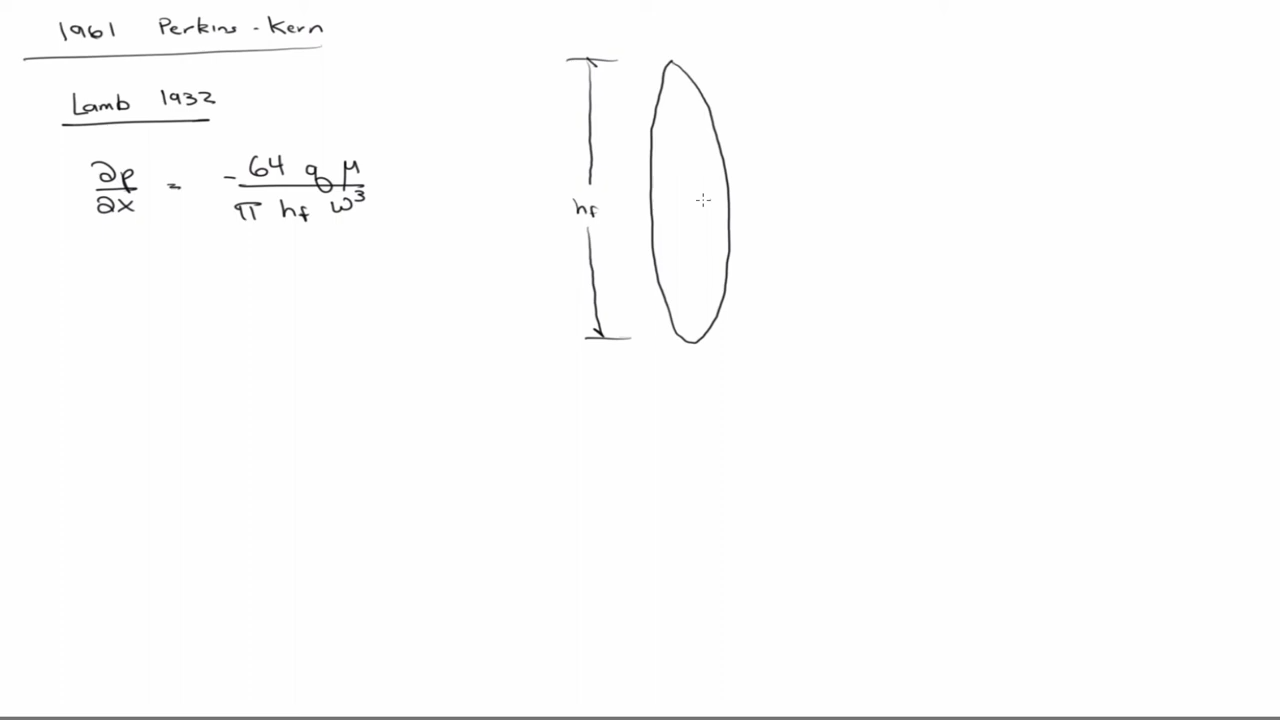 1961 Perkins - Kern
Lamb 1932
∂p/∂x = -64 q μ / π hf w³
hf